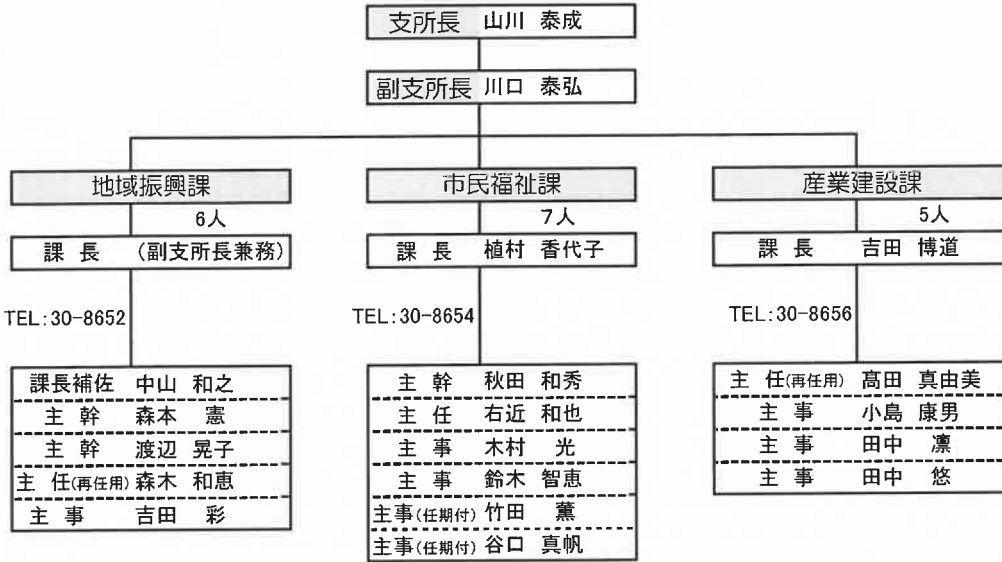 支所長 山川 泰成
副支所長 川口 泰弘
地域振興課
6人
課 長 (副支所長兼務)
TEL:30-8652
課長補佐 中山 和之
主 幹 森本 憲
主 幹 渡辺 晃子
主 任(再任用) 森木 和恵
主 事 吉田 彩
市民福祉課
7人
課 長 植村 香代子
TEL:30-8654
主 幹 秋田 和秀
主 任 右近 和也
主 事 木村 光
主 事 鈴木 智恵
主事(任期付) 竹田 薫
主事(任期付) 谷口 真帆
産業建設課
5人
課 長 吉田 博道
TEL:30-8656
主 任(再任用) 髙田 真由美
主 事 小島 康男
主 事 田中 凛
主 事 田中 悠